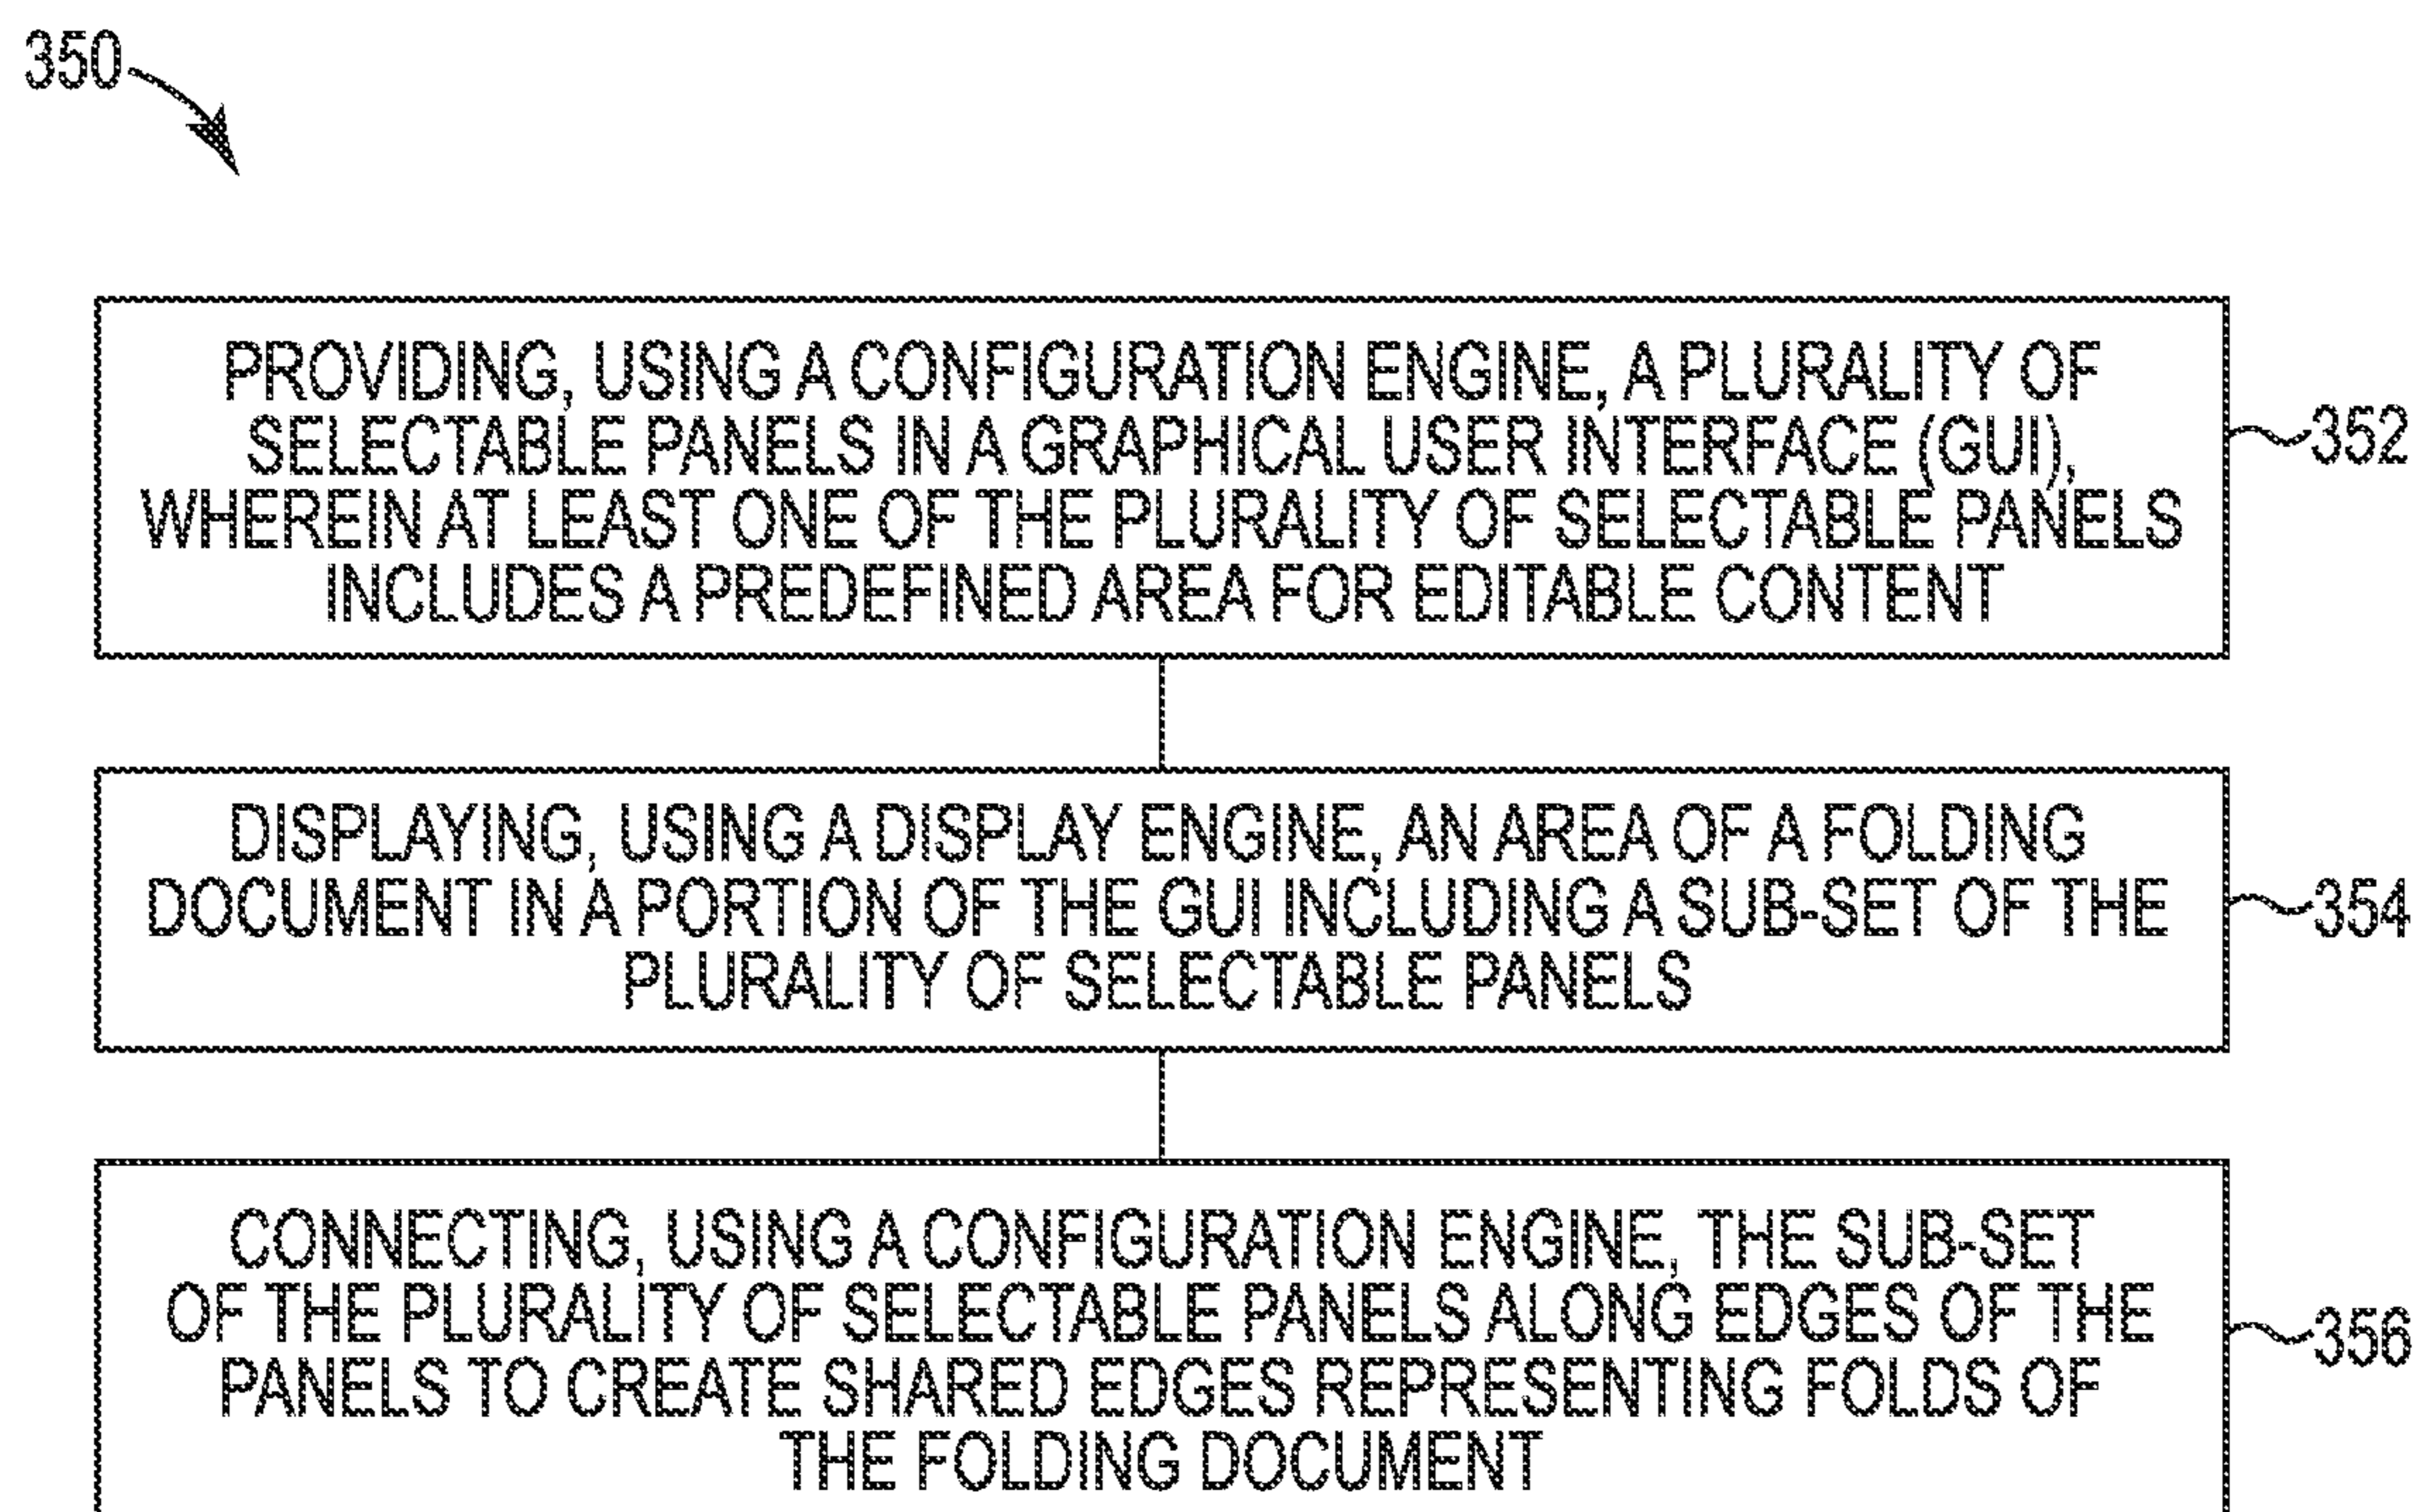 350
PROVIDING, USING A CONFIGURATION ENGINE, A PLURALITY OF
SELECTABLE PANELS IN A GRAPHICAL USER INTERFACE (GUI),
WHEREIN AT LEAST ONE OF THE PLURALITY OF SELECTABLE PANELS
INCLUDES A PREDEFINED AREA FOR EDITABLE CONTENT
352
DISPLAYING, USING A DISPLAY ENGINE, AN AREA OF A FOLDING
DOCUMENT IN A PORTION OF THE GUI INCLUDING A SUB-SET OF THE
PLURALITY OF SELECTABLE PANELS
354
CONNECTING, USING A CONFIGURATION ENGINE, THE SUB-SET
OF THE PLURALITY OF SELECTABLE PANELS ALONG EDGES OF THE
PANELS TO CREATE SHARED EDGES REPRESENTING FOLDS OF
THE FOLDING DOCUMENT
356